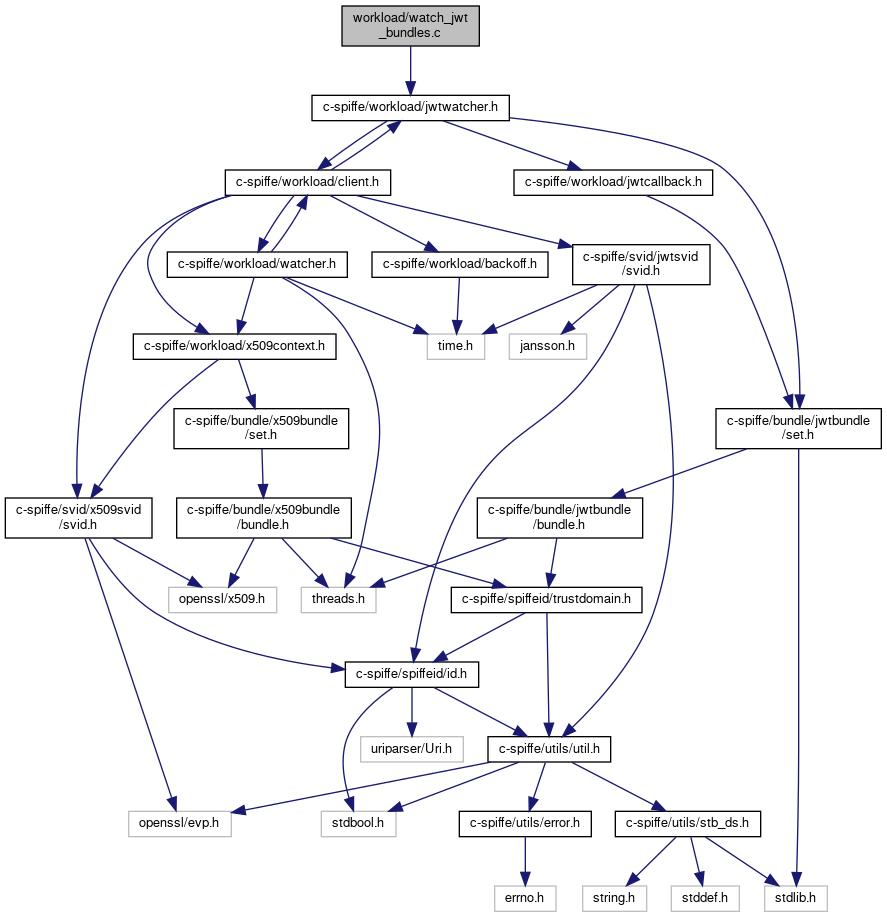 workload/watch_jwt
_bundles.c
c-spiffe/workload/jwtwatcher.h
c-spiffe/workload/client.h
c-spiffe/workload/jwtcallback.h
c-spiffe/workload/watcher.h
c-spiffe/workload/backoff.h
c-spiffe/svid/jwtsvid
/svid.h
c-spiffe/workload/x509context.h
time.h
jansson.h
c-spiffe/bundle/x509bundle
/set.h
c-spiffe/bundle/jwtbundle
/set.h
c-spiffe/svid/x509svid
/svid.h
c-spiffe/bundle/x509bundle
/bundle.h
c-spiffe/bundle/jwtbundle
/bundle.h
openssl/x509.h
threads.h
c-spiffe/spiffeid/trustdomain.h
c-spiffe/spiffeid/id.h
uriparser/Uri.h
c-spiffe/utils/util.h
openssl/evp.h
stdbool.h
c-spiffe/utils/error.h
c-spiffe/utils/stb_ds.h
errno.h
string.h
stddef.h
stdlib.h